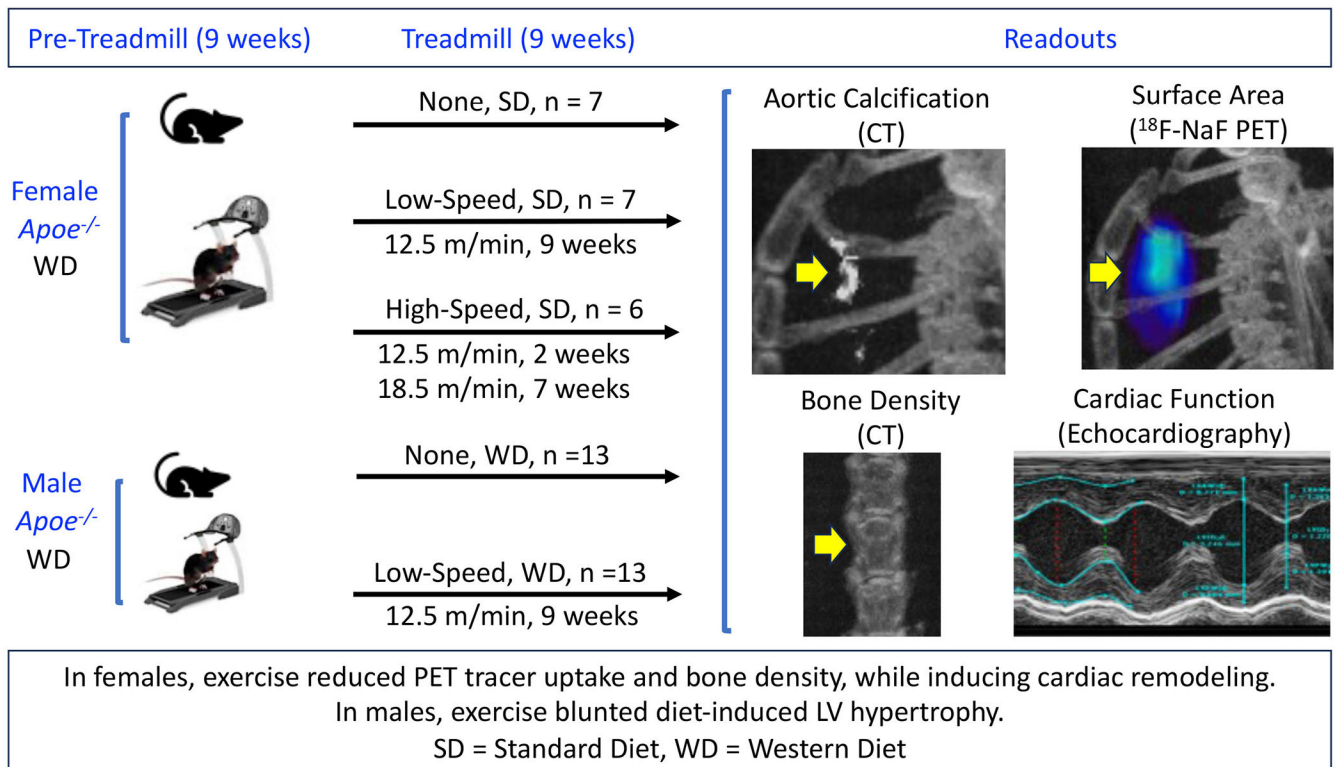 Pre-Treadmill (9 weeks)
Treadmill (9 weeks)
Readouts
Female
Apoe-/-
WD
None, SD, n = 7
Low-Speed, SD, n = 7
12.5 m/min, 9 weeks
High-Speed, SD, n = 6
12.5 m/min, 2 weeks
18.5 m/min, 7 weeks
Male
Apoe-/-
WD
None, WD, n =13
Low-Speed, WD, n =13
12.5 m/min, 9 weeks
Aortic Calcification
(CT)
Surface Area
(18F-NaF PET)
Bone Density
(CT)
Cardiac Function
(Echocardiography)
In females, exercise reduced PET tracer uptake and bone density, while inducing cardiac remodeling.
In males, exercise blunted diet-induced LV hypertrophy.
SD = Standard Diet, WD = Western Diet